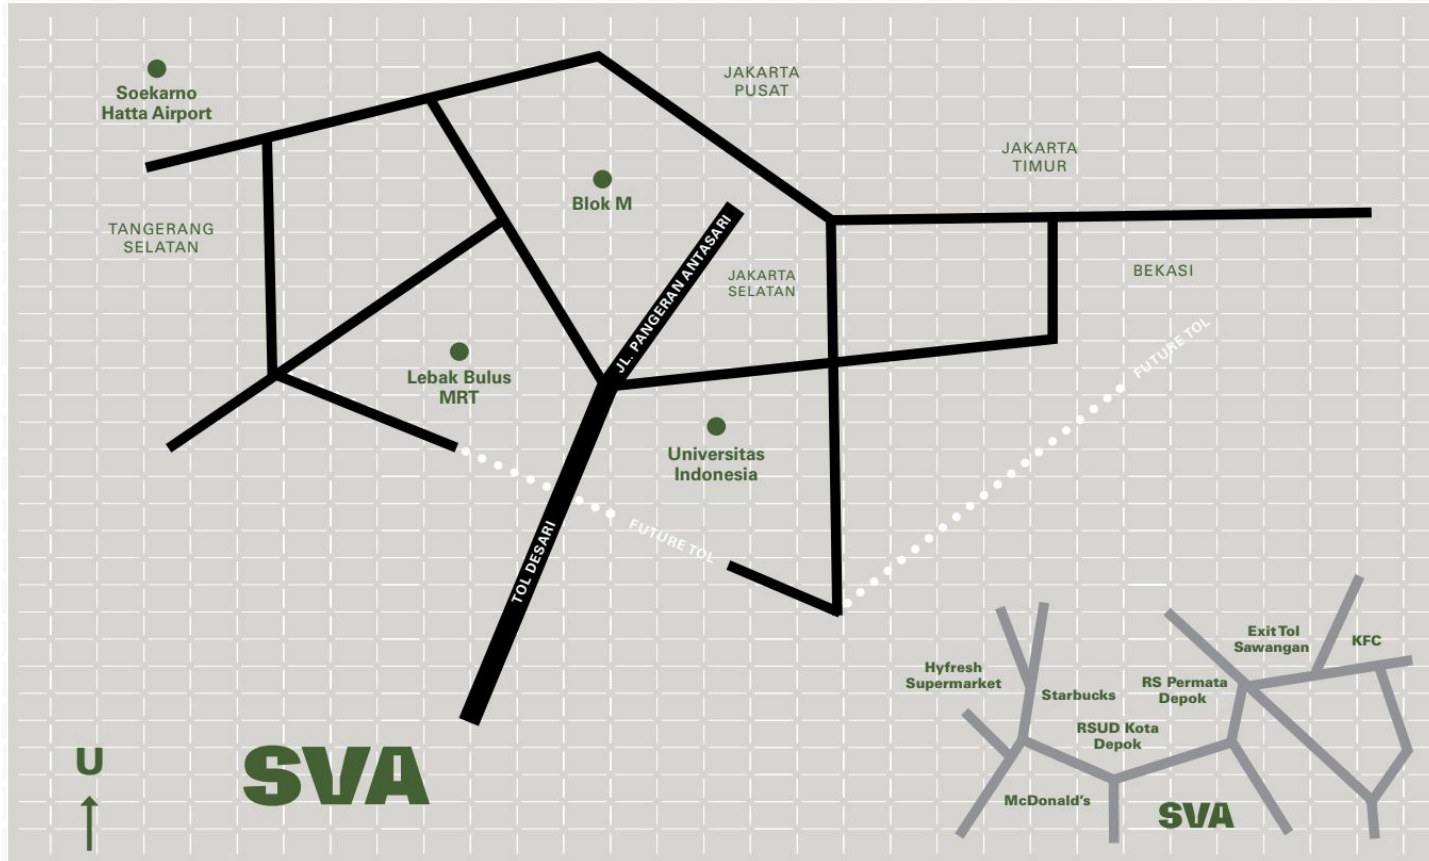 JAKARTA
PUSAT
Soekarno
Hatta Airport
JAKARTA
TIMUR
Blok M
TANGERANG
SELATAN
JL. PANGERAN ANTASARI
JAKARTA
SELATAN
BEKASI
FUTURE TOL
Lebak Bulus
MRT
Universitas
Indonesia
FUTURE TOL
TOL DESARI
Exit Tol
Sawangan
KFC
Hyfresh
Supermarket
Starbucks
RS Permata
Depok
RSUD Kota
Depok
McDonald's
SVA
U
SVA